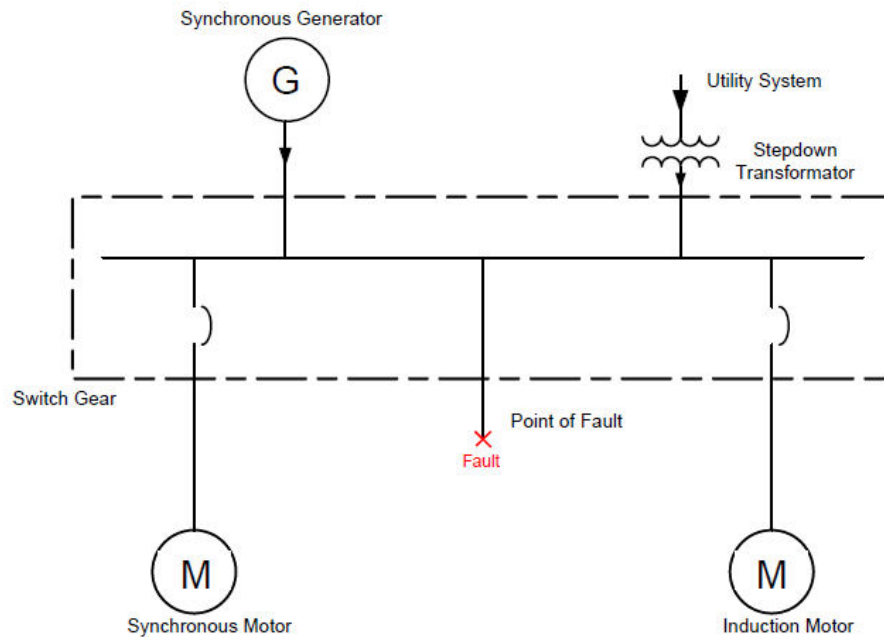 Synchronous Generator
G
Utility System
Stepdown
Transformator
Switch Gear
Point of Fault
Fault
M
M
Synchronous Motor
Induction Motor